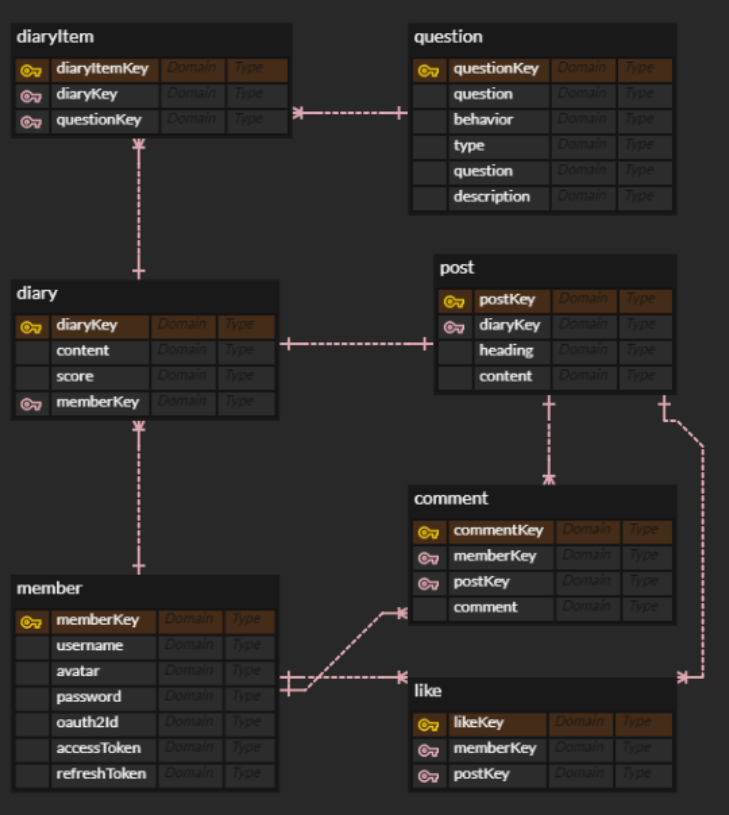 diaryItem
diaryItemKey Domain Type
diaryKey Domain Type
questionKey Domain Type
question
questionKey Domain Type
question Domain Type
behavior Domain Type
type Domain Type
question Domain Type
description Domain Type
diary
diaryKey Domain Type
content Domain Type
score Domain Type
memberKey Domain Type
post
postKey Domain Type
diaryKey Domain Type
heading Domain Type
content Domain Type
comment
commentKey Domain Type
memberKey Domain Type
postKey Domain Type
comment Domain Type
member
memberKey Domain Type
username Domain Type
avatar Domain Type
password Domain Type
oauth2Id Domain Type
accessToken Domain Type
refreshToken Domain Type
like
likeKey Domain Type
memberKey Domain Type
postKey Domain Type